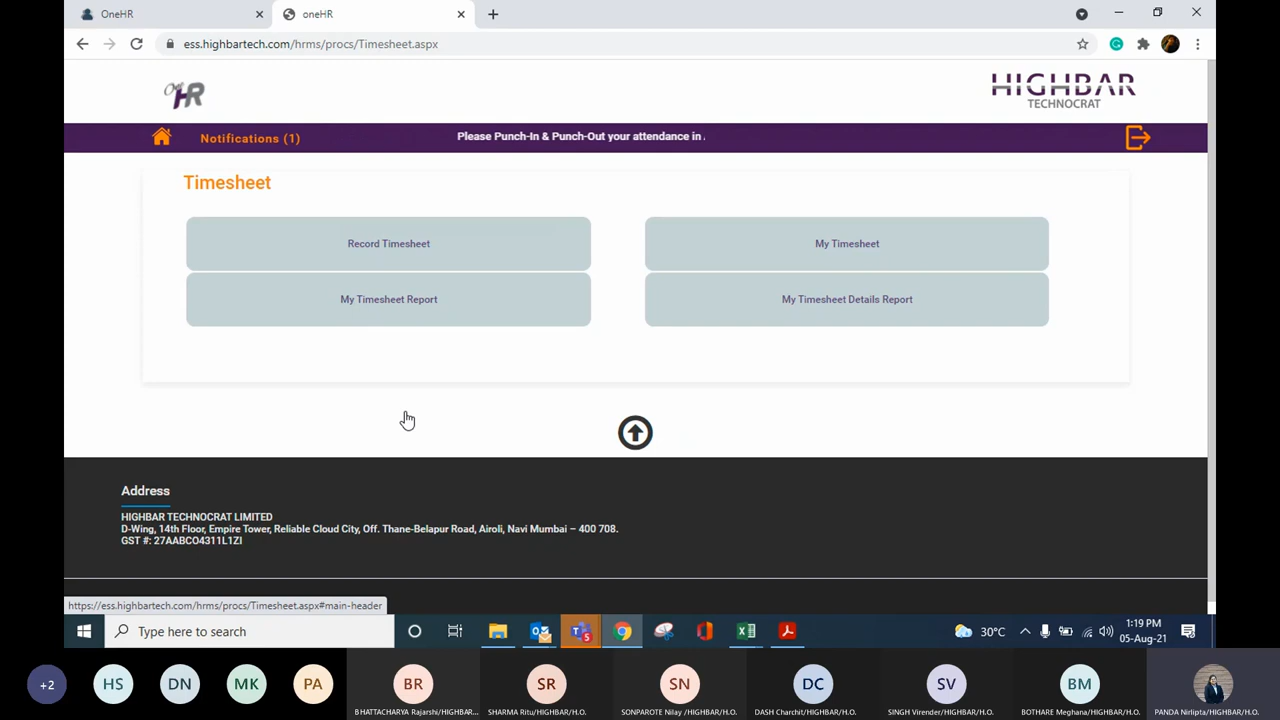 OneHR
oneHR
ess.highbartech.com/hrms/procs/Timesheet.aspx
One HR
HIGHBAR
TECHNOCRAT
Notifications (1)
Please Punch-In & Punch-Out your attendance in
Timesheet
Record Timesheet
My Timesheet
My Timesheet Report
My Timesheet Details Report
Address
HIGHBAR TECHNOCRAT LIMITED
D-Wing, 14th Floor, Empire Tower, Reliable Cloud City, Off. Thane-Belapur Road, Airoli, Navi Mumbai – 400 708.
GST #: 27AABCO4311L1ZI
https://ess.highbartech.com/hrms/procs/Timesheet.aspx#main-header
Type here to search
5
30°C
1:19 PM
05-Aug-21
+2
HS
DN
MK
PA
BR
SR
SN
DC
SV
BM
BHATTACHARYA Rajarshi/HIGHBAR...
SHARMA Ritu/HIGHBAR/H.O.
SONPAROTE Nilay /HIGHBAR/H.O.
DASH Charchit/HIGHBAR/H.O.
SINGH Virender/HIGHBAR/H.O.
BOTHARE Meghana/HIGHBAR/H.O.
PANDA Nirlipta/HIGHBAR/H.O.